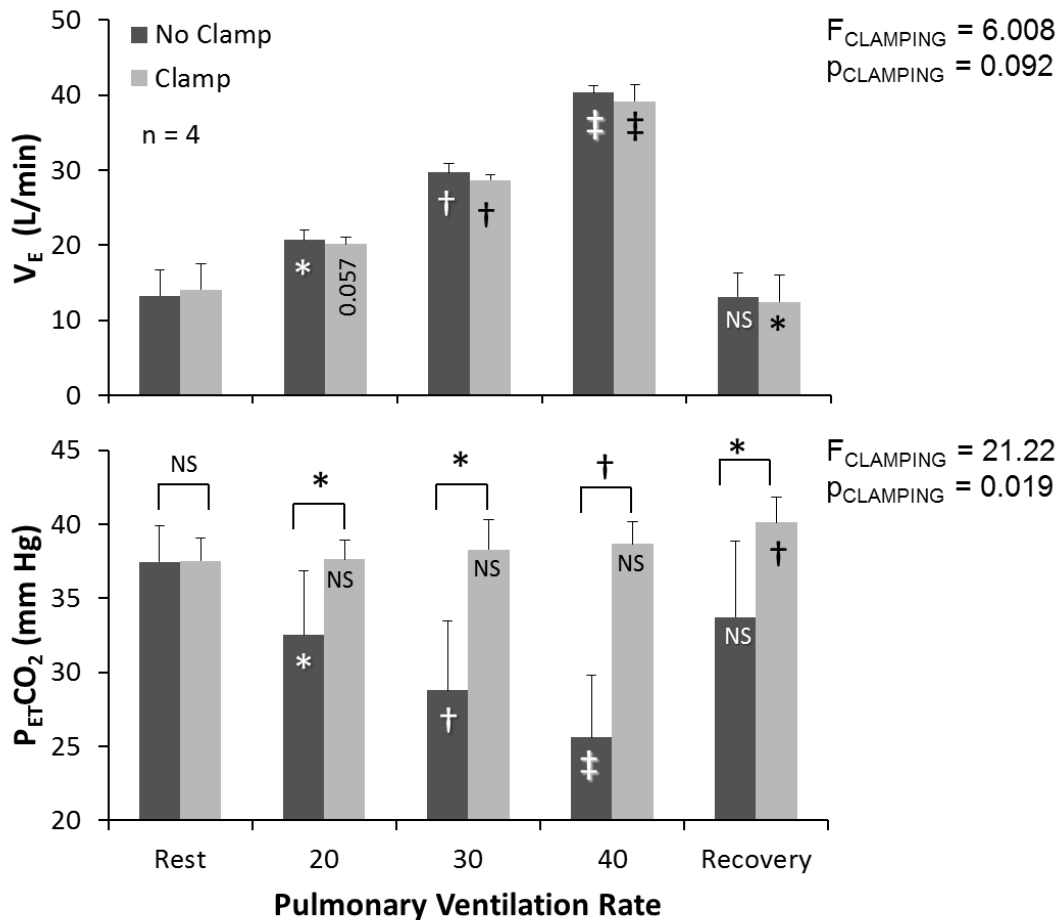 50
40
30
20
10
0
V_E (L/min)
No Clamp
Clamp
n = 4
* 0.057
† †
‡ ‡
NS *
F_CLAMPING = 6.008
p_CLAMPING = 0.092
45
40
35
30
25
20
P_ETCO₂ (mm Hg)
NS * * † *
* NS
† NS
‡ NS
NS †
F_CLAMPING = 21.22
p_CLAMPING = 0.019
Rest 20 30 40 Recovery
Pulmonary Ventilation Rate